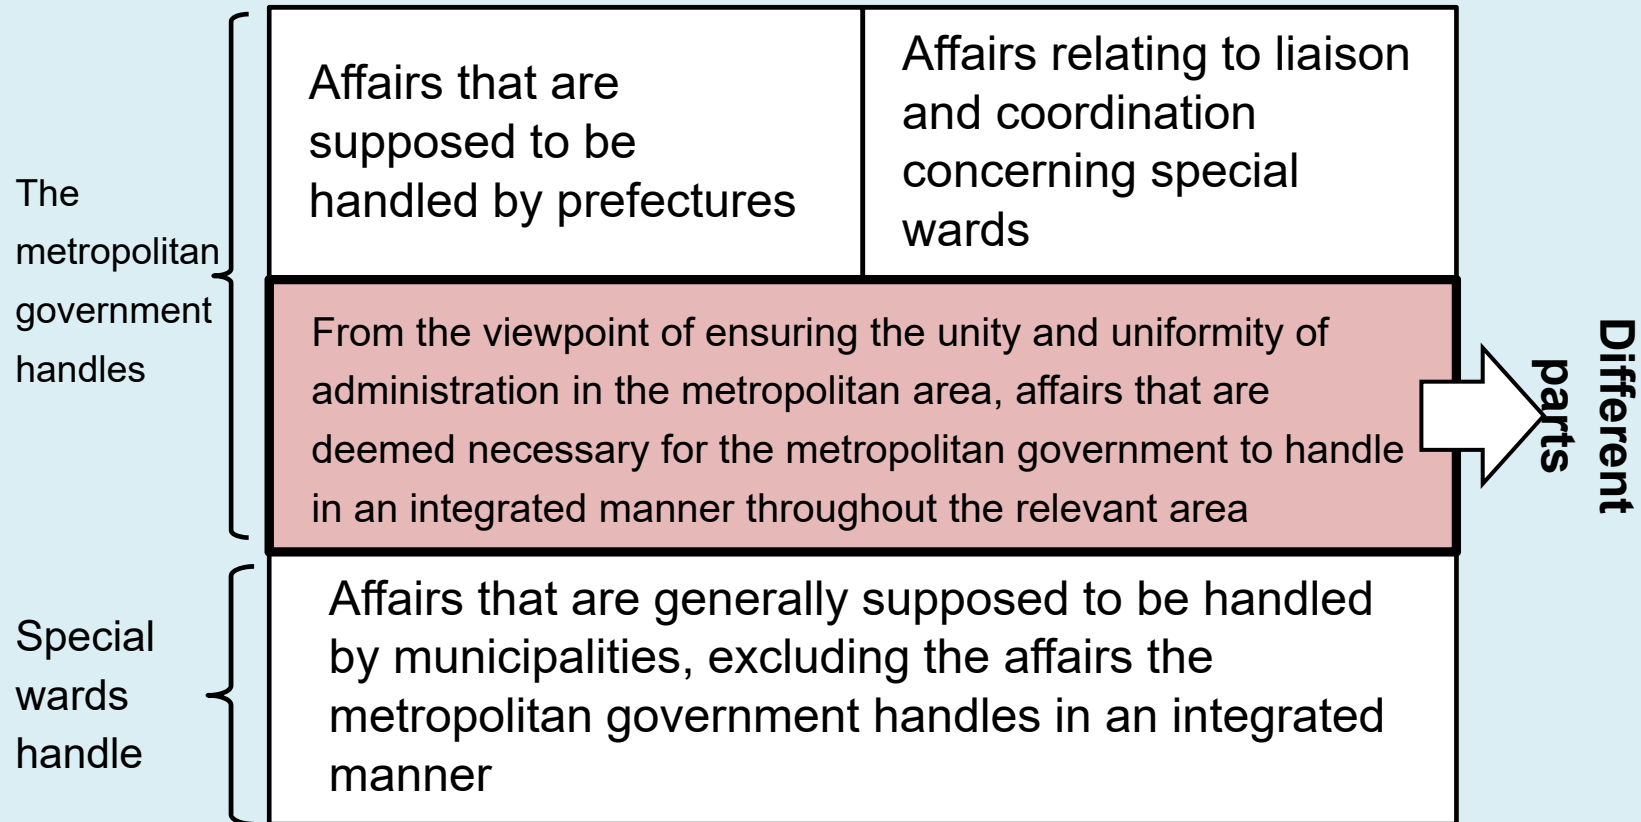 The
metropolitan
government
handles
Affairs that are
supposed to be
handled by prefectures
Affairs relating to liaison
and coordination
concerning special
wards
From the viewpoint of ensuring the unity and uniformity of
administration in the metropolitan area, affairs that are
deemed necessary for the metropolitan government to handle
in an integrated manner throughout the relevant area
Different
parts
Special
wards
handle
Affairs that are generally supposed to be handled
by municipalities, excluding the affairs the
metropolitan government handles in an integrated
manner